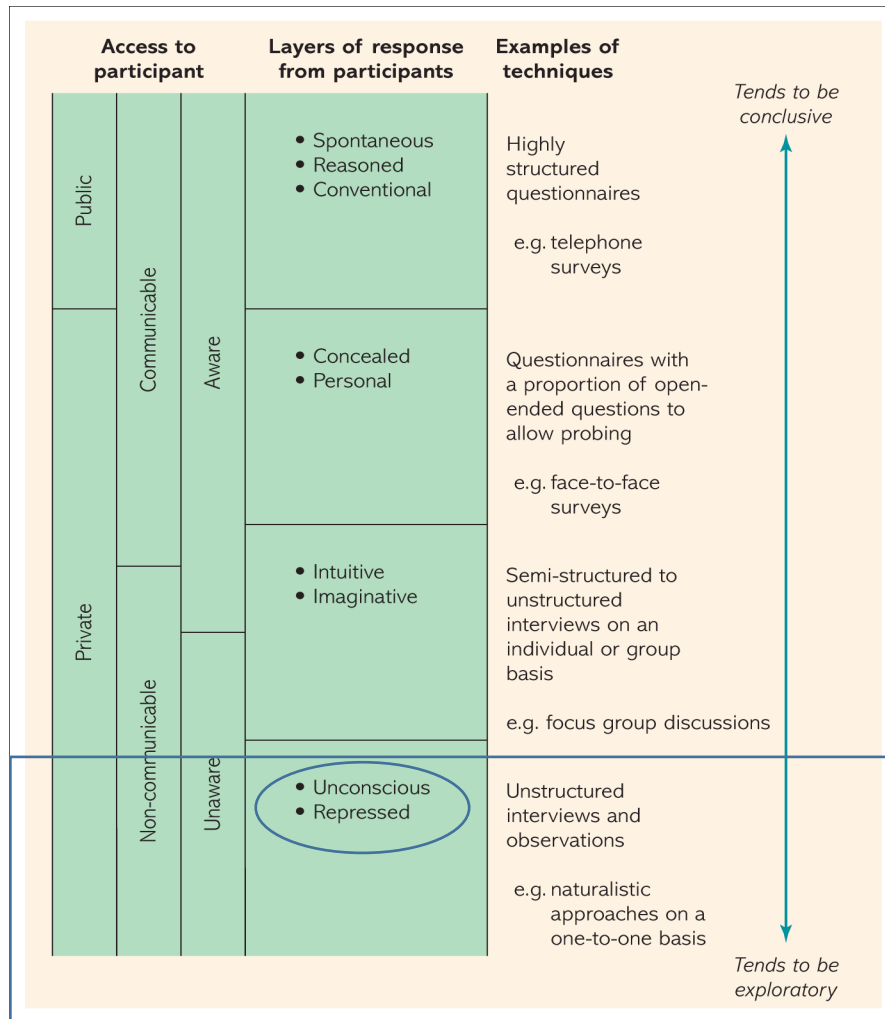 Access to
participant
Layers of response
from participants
Examples of
techniques
Tends to be
conclusive
Public
Private
Communicable
Non-communicable
Aware
Unaware
• Spontaneous
• Reasoned
• Conventional
Highly
structured
questionnaires
e.g. telephone
surveys
• Concealed
• Personal
Questionnaires with
a proportion of open-
ended questions to
allow probing
e.g. face-to-face
surveys
• Intuitive
• Imaginative
Semi-structured to
unstructured
interviews on an
individual or group
basis
e.g. focus group discussions
• Unconscious
• Repressed
Unstructured
interviews and
observations
e.g. naturalistic
approaches on a
one-to-one basis
Tends to be
exploratory